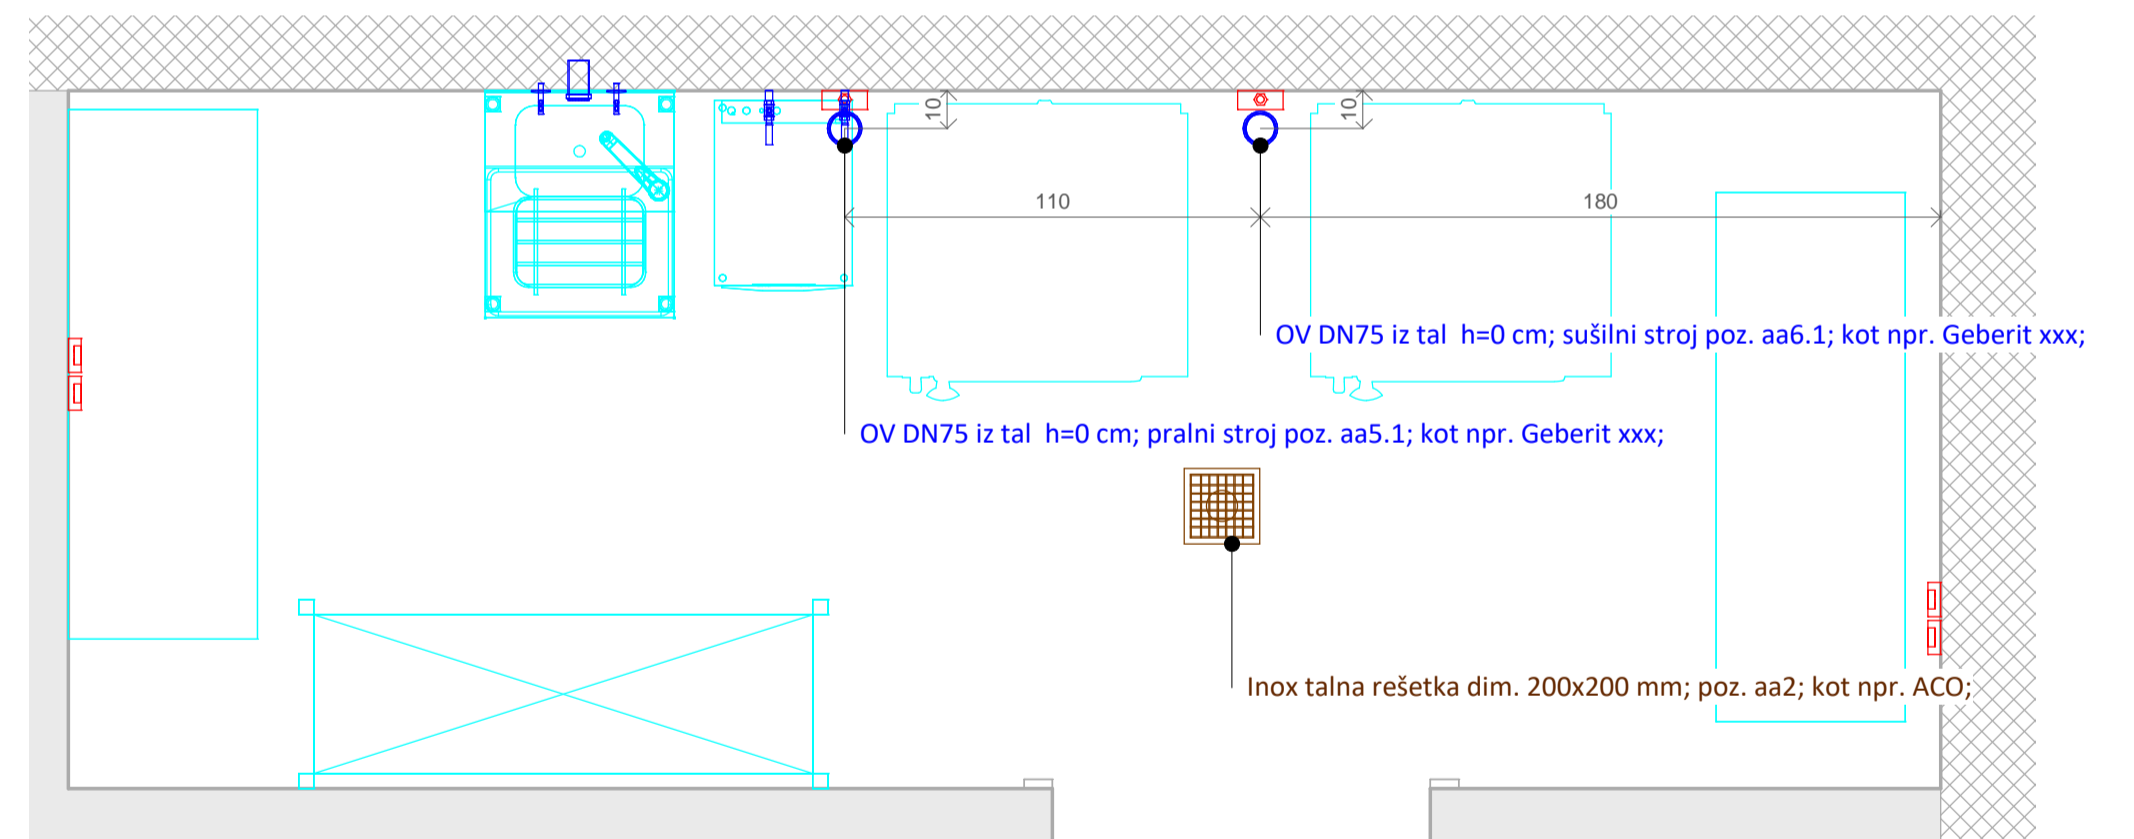 10
10
110
180
OV DN75 iz tal  h=0 cm; sušilni stroj poz. aa6.1; kot npr. Geberit xxx;
OV DN75 iz tal  h=0 cm; pralni stroj poz. aa5.1; kot npr. Geberit xxx;
Inox talna rešetka dim. 200x200 mm; poz. aa2; kot npr. ACO;